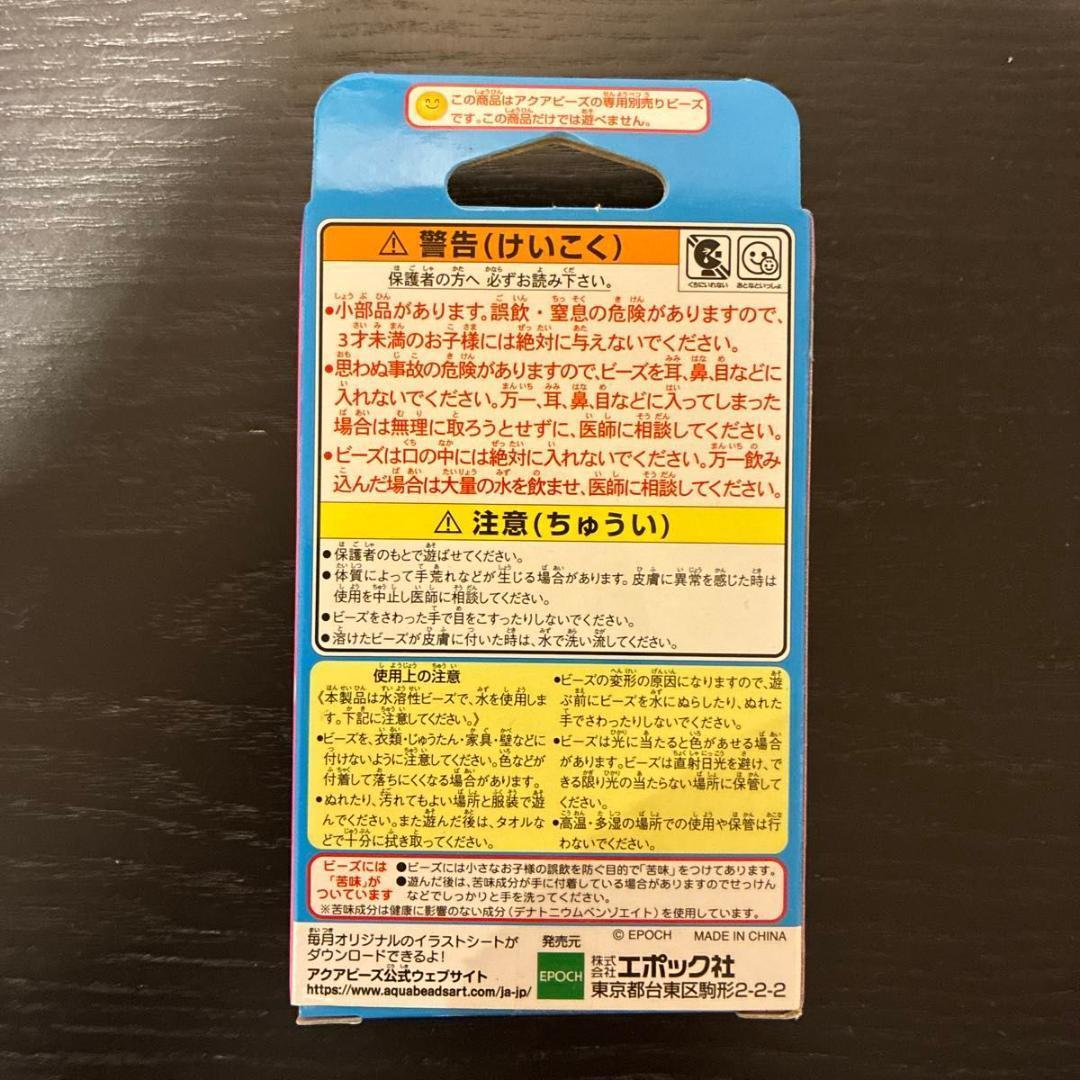 この商品はアクアビーズの専用別売りビーズ
です。この商品だけでは遊べません。
⚠ 警告(けいこく)
くちにいれない
おとなといっしょ
保護者の方へ 必ずお読み下さい。
●小部品があります。誤飲・窒息の危険がありますので、
3才未満のお子様には絶対に与えないでください。
●思わぬ事故の危険がありますので、ビーズを耳、鼻、目などに
入れないでください。万一、耳、鼻、目などに入ってしまった
場合は無理に取ろうとせずに、医師に相談してください。
●ビーズは口の中には絶対に入れないでください。万一飲み
込んだ場合は大量の水を飲ませ、医師に相談してください。
⚠ 注意(ちゅうい)
●保護者のもとで遊ばせてください。
●体質によって手荒れなどが生じる場合があります。皮膚に異常を感じた時は
使用を中止し医師に相談してください。
●ビーズをさわった手で目をこすったりしないでください。
●溶けたビーズが皮膚に付いた時は、水で洗い流してください。
使用上の注意
《本製品は水溶性ビーズで、水を使用しま
す。下記に注意してください。》
●ビーズを、衣類・じゅうたん・家具・壁などに
付けないように注意してください。色などが
付着して落ちにくくなる場合があります。
●ぬれたり、汚れてもよい場所と服装で遊
んでください。また遊んだ後は、タオルな
どで十分に拭き取ってください。
●ビーズの変形の原因になりますので、遊
ぶ前にビーズを水にぬらしたり、ぬれた
手でさわったりしないでください。
●ビーズは光に当たると色があせる場合
があります。ビーズは直射日光を避け、で
きる限り光の当たらない場所に保管して
ください。
●高温・多湿の場所での使用や保管は行
わないでください。
ビーズには
「苦味」が
ついています
●ビーズには小さなお子様の誤飲を防ぐ目的で「苦味」をつけてあります。
●遊んだ後は、苦味成分が手に付着している場合がありますのでせっけん
などでしっかりと手を洗ってください。
※苦味成分は健康に影響のない成分(デナトニウムベンゾエイト)を使用しています。
毎月オリジナルのイラストシートが
ダウンロードできるよ!
アクアビーズ公式ウェブサイト
https://www.aquabeadsart.com/ja-jp/
発売元
© EPOCH MADE IN CHINA
EPOCH
株式会社エポック社
東京都台東区駒形2-2-2